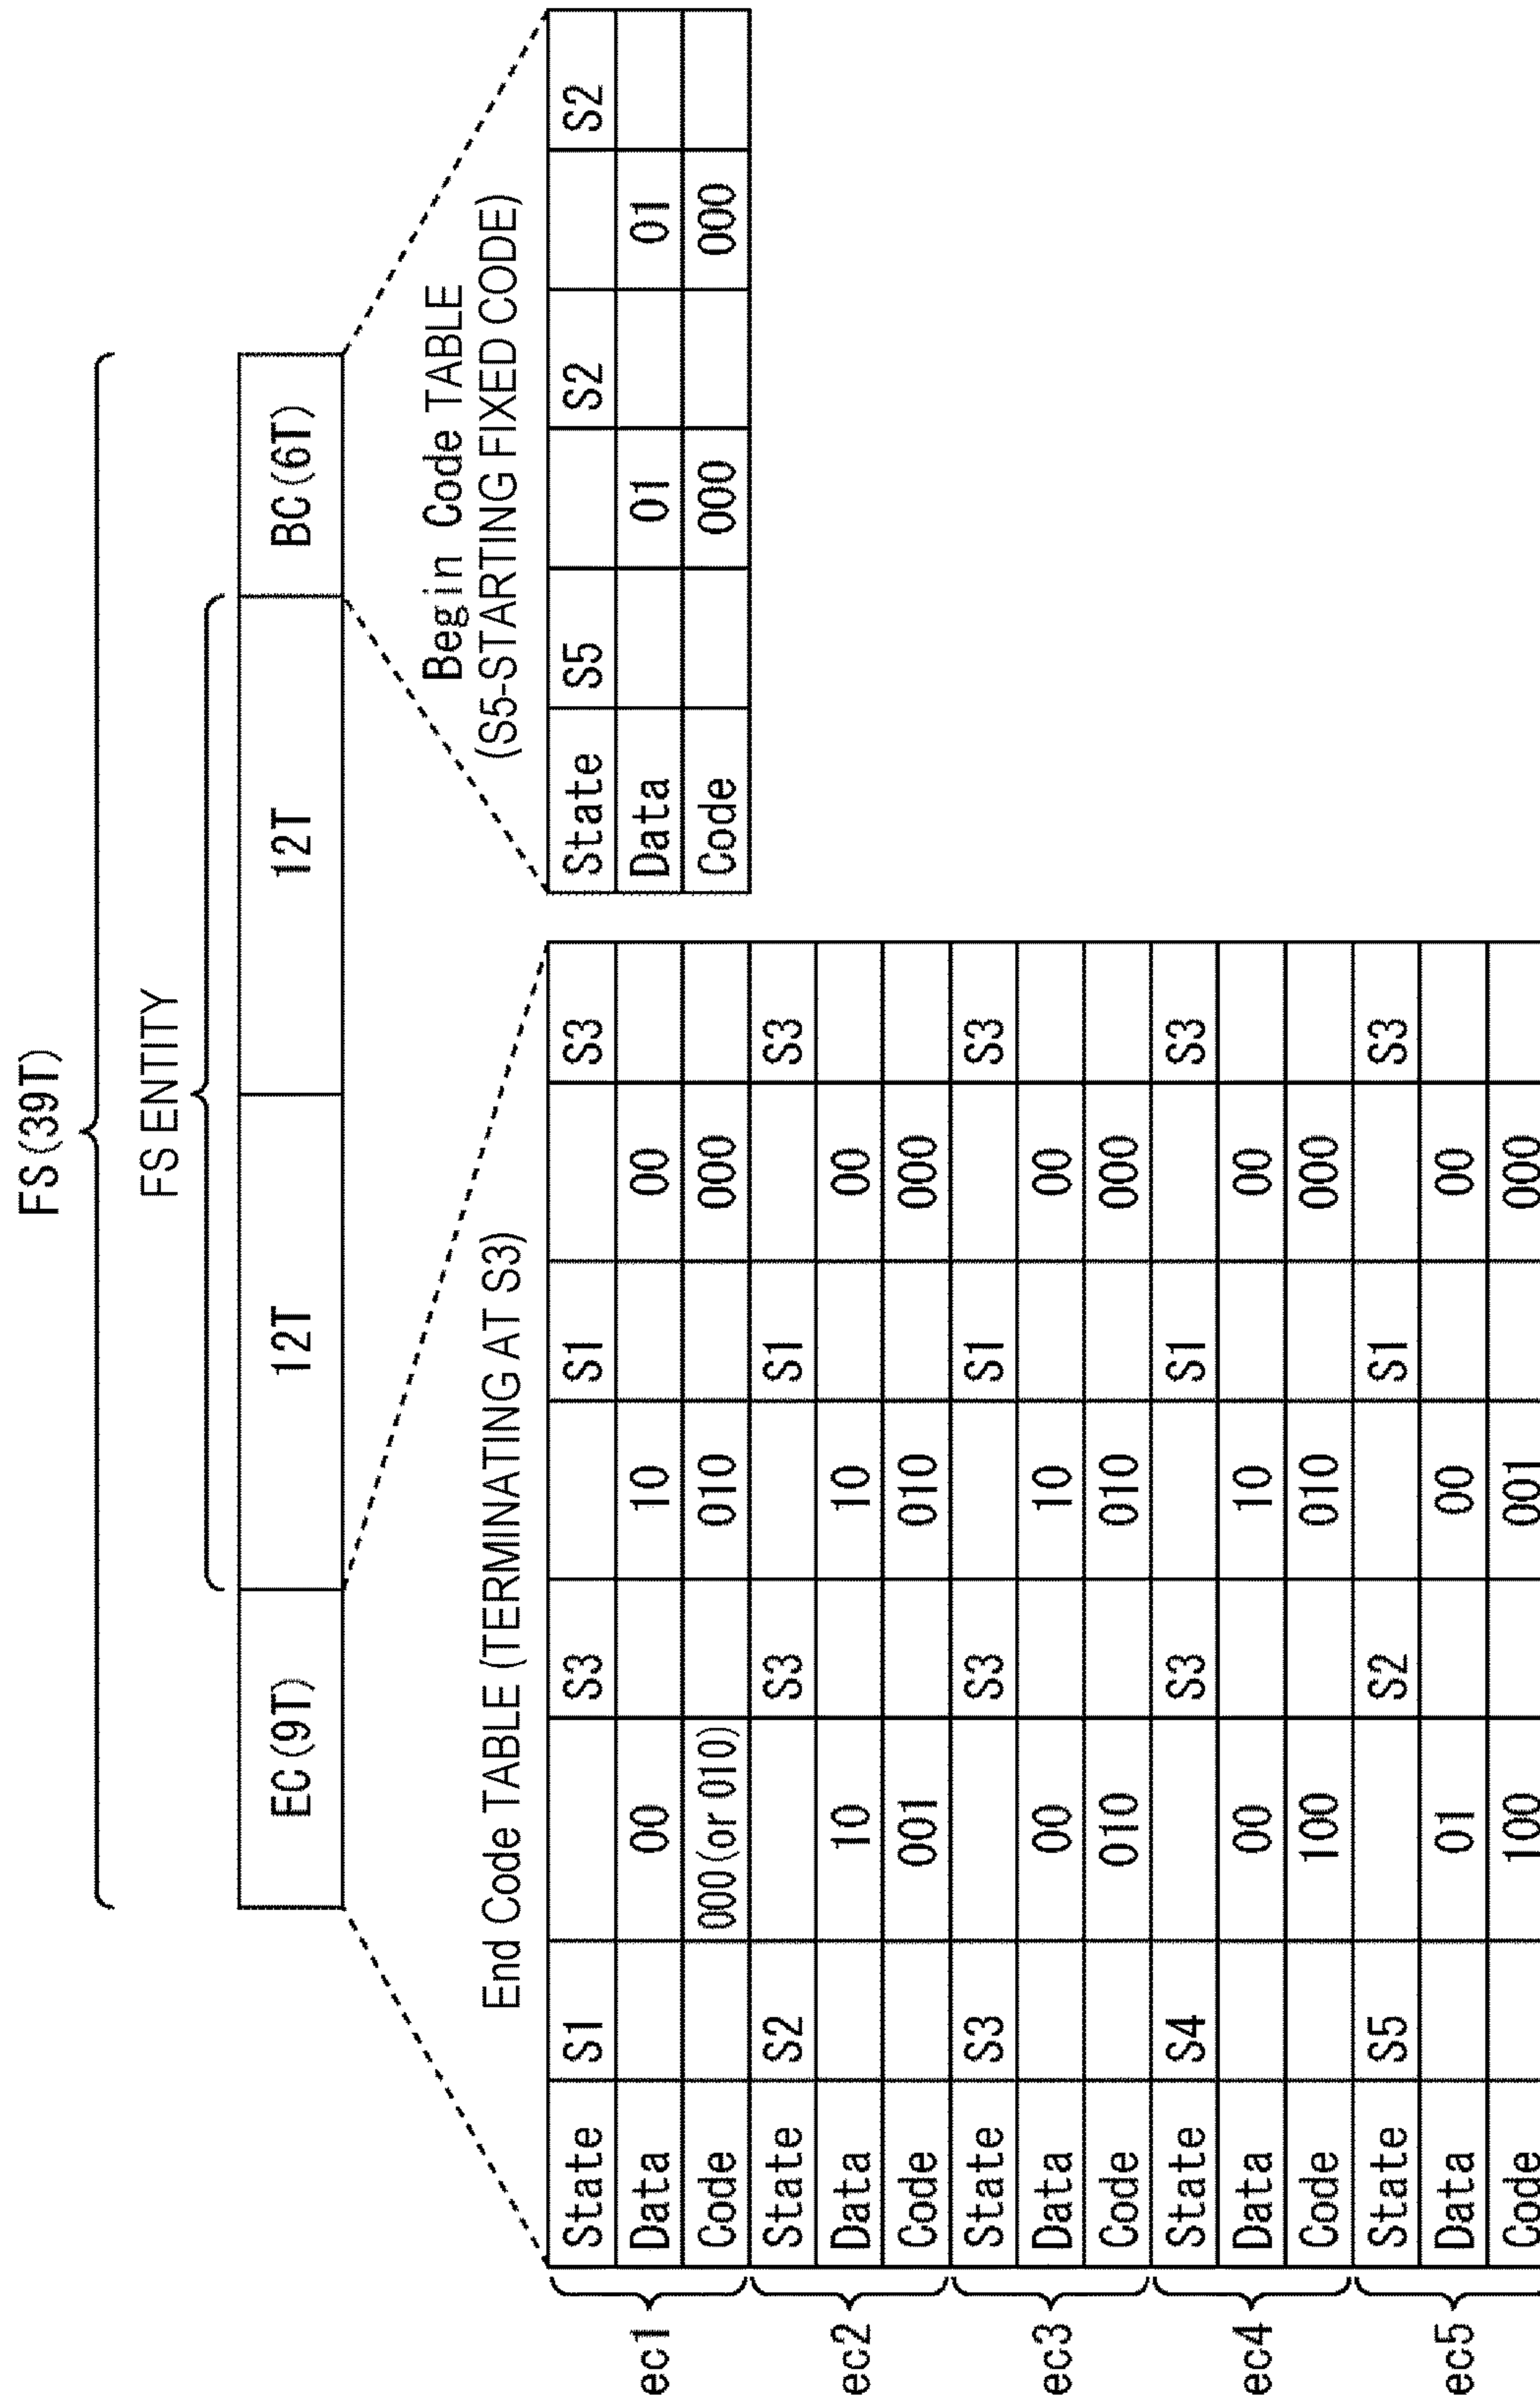 FS(39T)
FS ENTITY
EC(9T) 12T 12T BC(6T)
End Code TABLE (TERMINATING AT S3)
ec1
State S1 S3 S1 S3
Data 00 10 00
Code 000(or 010) 010 000
ec2
State S2 S3 S1 S3
Data 10 10 00
Code 001 010 000
ec3
State S3 S3 S1 S3
Data 00 10 00
Code 010 010 000
ec4
State S4 S3 S1 S3
Data 00 10 00
Code 100 010 000
ec5
State S5 S2 S1 S3
Data 01 00 00
Code 100 001 000
Begin Code TABLE
(S5-STARTING FIXED CODE)
State S5 S2 S2
Data 01 01
Code 000 000